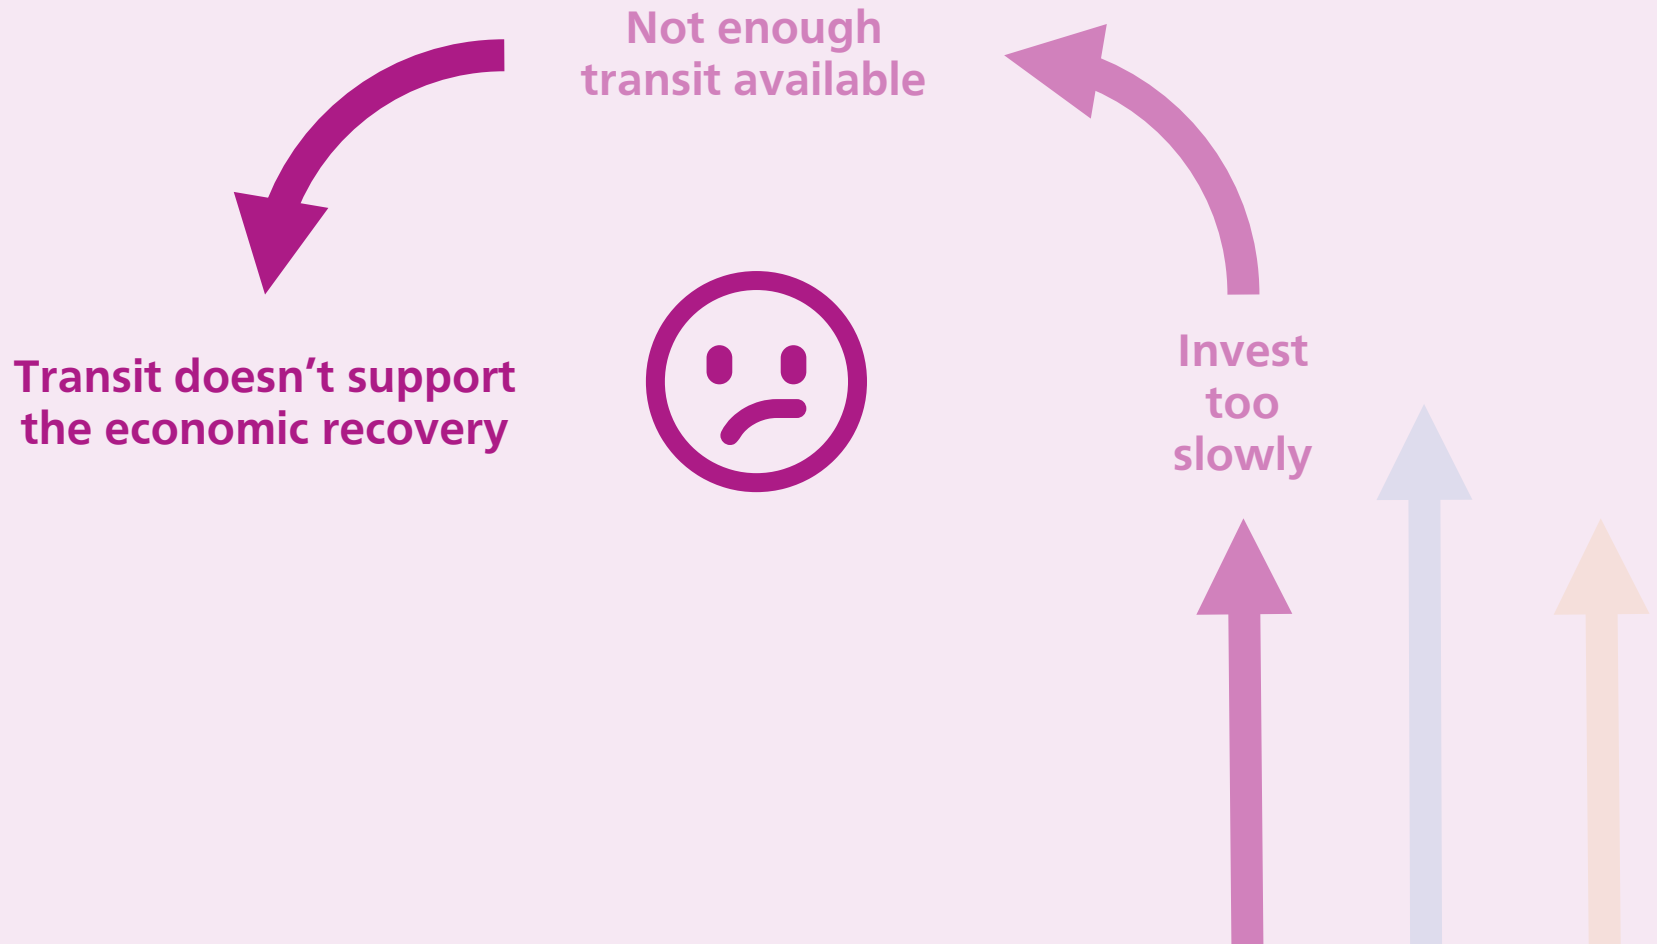 Not enough
transit available
Transit doesn’t support
the economic recovery
Invest
too
slowly